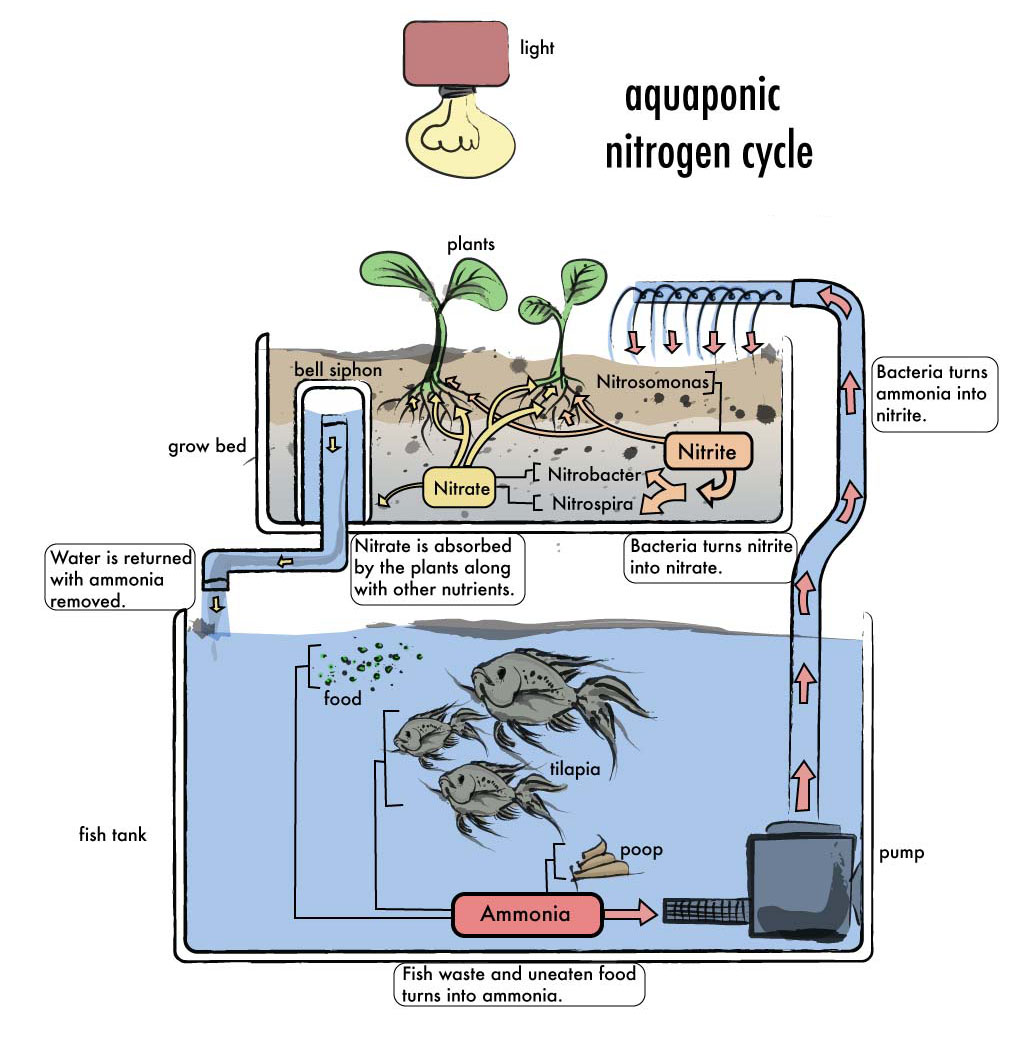 light
aquaponic
nitrogen cycle
plants
bell siphon
Nitrosomonas
Bacteria turns
ammonia into
nitrite.
grow bed
Nitrite
Nitrate
Nitrobacter
Nitrospira
Water is returned
with ammonia
removed.
Nitrate is absorbed
by the plants along
with other nutrients.
Bacteria turns nitrite
into nitrate.
food
tilapia
fish tank
poop
pump
Ammonia
Fish waste and uneaten food
turns into ammonia.